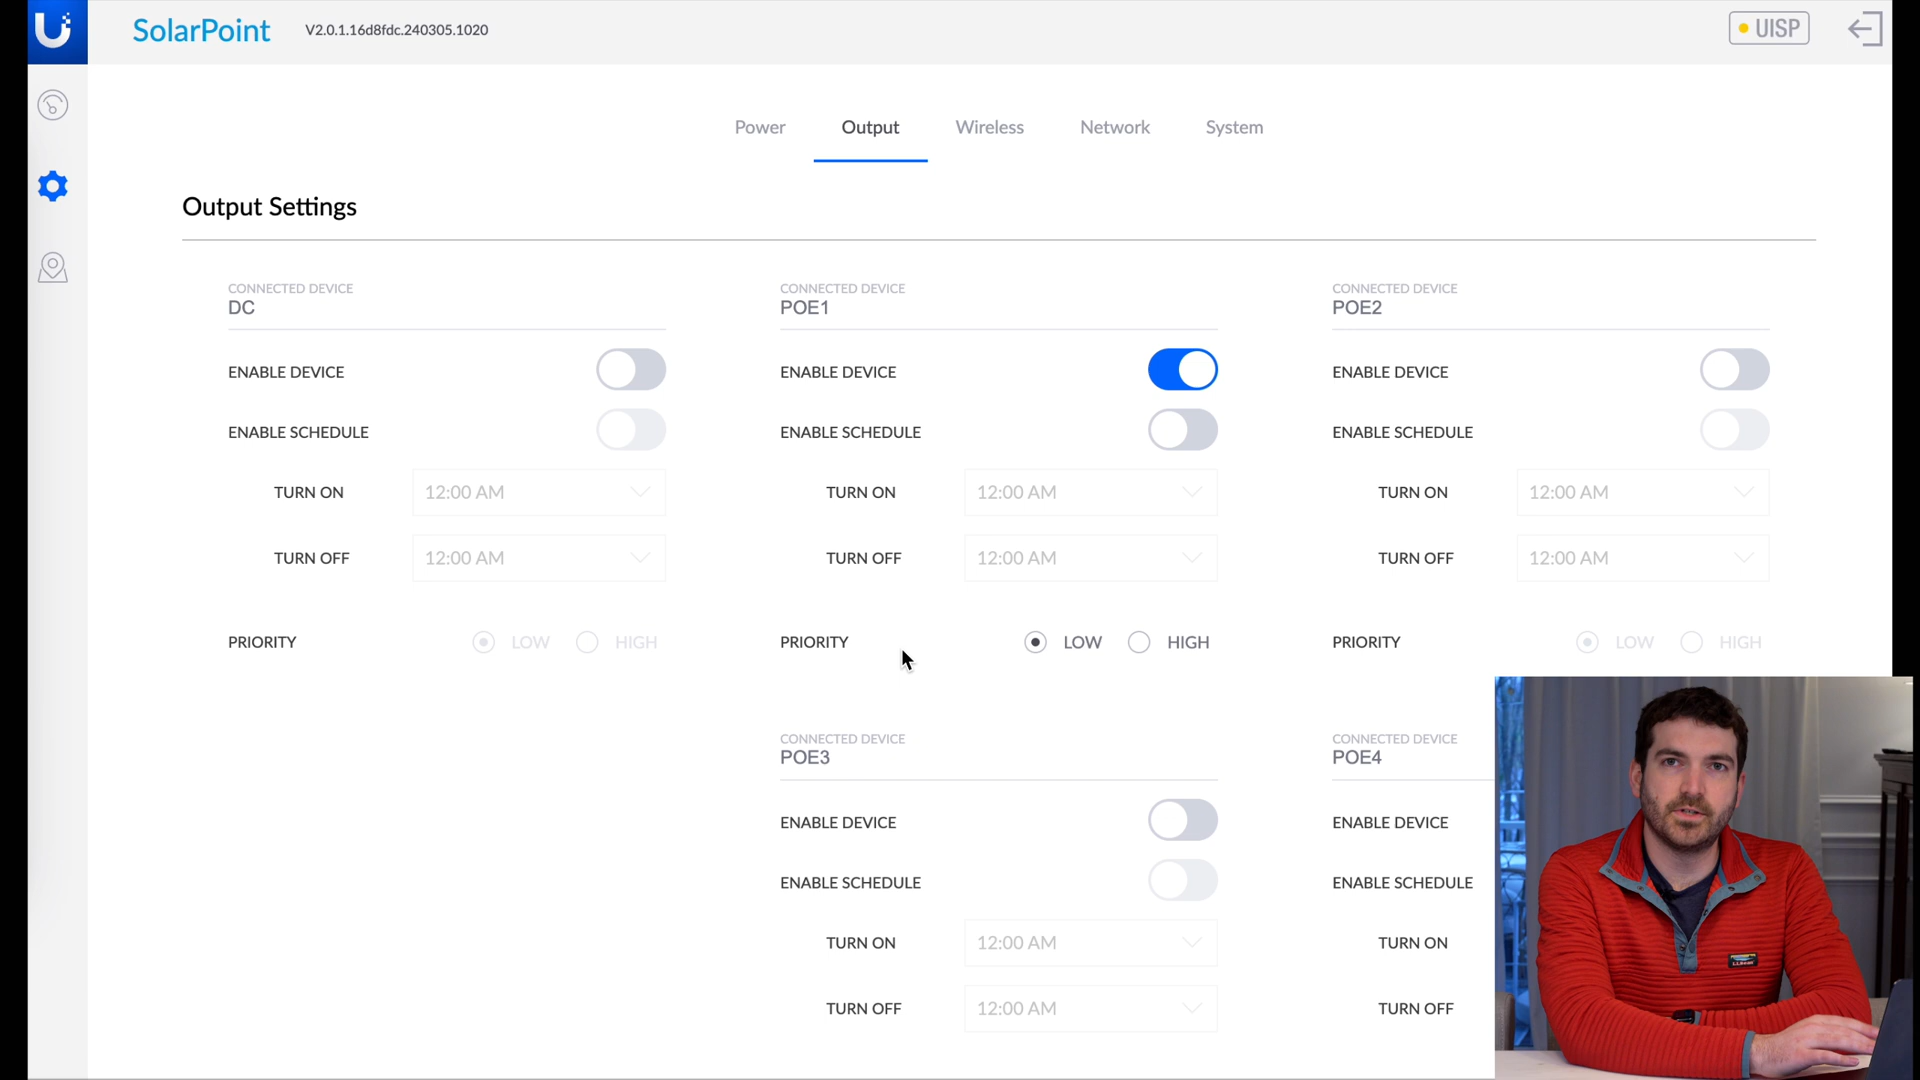 SolarPoint V2.0.1.16d8fdc.240305.1020
UISP
Power Output Wireless Network System
Output Settings
CONNECTED DEVICE
DC
ENABLE DEVICE
ENABLE SCHEDULE
TURN ON 12:00 AM
TURN OFF 12:00 AM
PRIORITY LOW HIGH
CONNECTED DEVICE
POE1
ENABLE DEVICE
ENABLE SCHEDULE
TURN ON 12:00 AM
TURN OFF 12:00 AM
PRIORITY LOW HIGH
CONNECTED DEVICE
POE2
ENABLE DEVICE
ENABLE SCHEDULE
TURN ON 12:00 AM
TURN OFF 12:00 AM
PRIORITY LOW HIGH
CONNECTED DEVICE
POE3
ENABLE DEVICE
ENABLE SCHEDULE
TURN ON 12:00 AM
TURN OFF 12:00 AM
CONNECTED DEVICE
POE4
ENABLE DEVICE
ENABLE SCHEDULE
TURN ON
TURN OFF
L.L.Bean